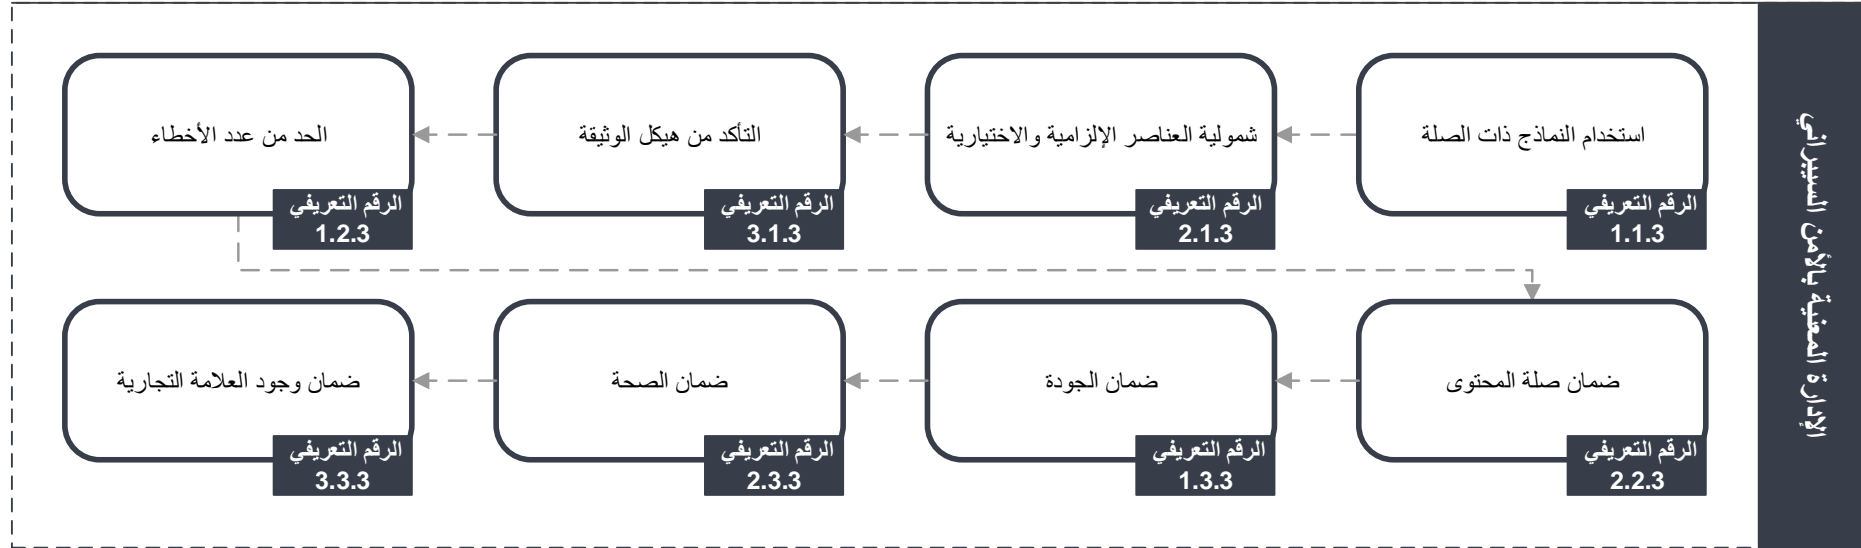 الإدارة المعنية بالأمن السيبراني
استخدام النماذج ذات الصلة
الرقم التعريفي
1.1.3
شمولية العناصر الإلزامية والاختيارية
الرقم التعريفي
2.1.3
التأكد من هيكل الوثيقة
الرقم التعريفي
3.1.3
الحد من عدد الأخطاء
الرقم التعريفي
1.2.3
ضمان صلة المحتوى
الرقم التعريفي
2.2.3
ضمان الجودة
الرقم التعريفي
1.3.3
ضمان الصحة
الرقم التعريفي
2.3.3
ضمان وجود العلامة التجارية
الرقم التعريفي
3.3.3